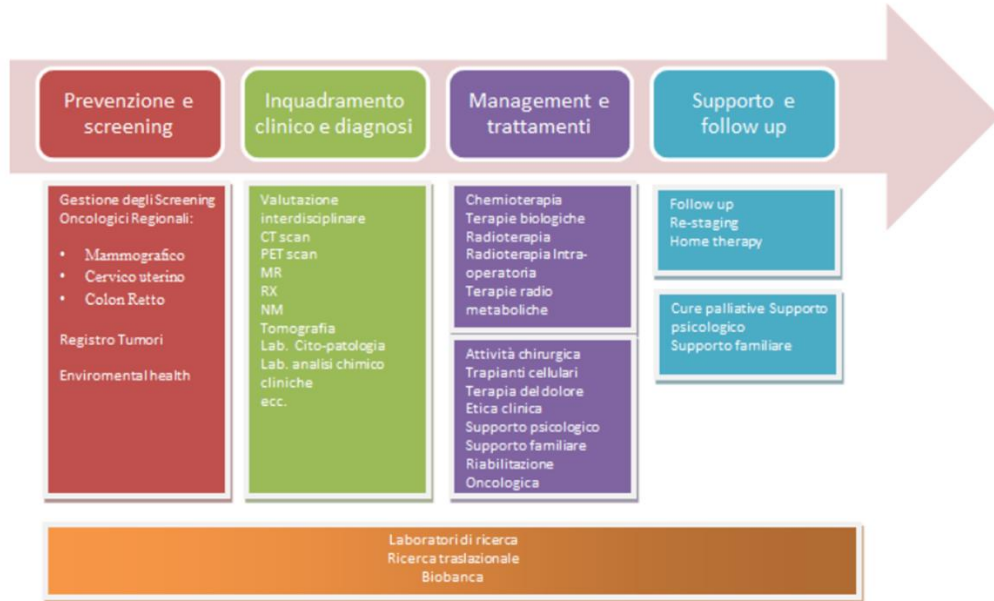 Prevenzione e
screening
Inquadramento
clinico e diagnosi
Management e
trattamenti
Supporto e
follow up
Gestione degli Screening
Oncologici Regionali:
• Mammografico
• Cervico uterino
• Colon Retto
Registro Tumori
Enviromental health
Valutazione
interdisciplinare
CT scan
PET scan
MR
RX
NM
Tomografia
Lab. Cito-patologia
Lab. analisi chimico
cliniche
ecc.
Chemioterapia
Terapie biologiche
Radioterapia
Radioterapia Intra-
operatoria
Terapie radio
metaboliche
Attività chirurgica
Trapianti cellulari
Terapia del dolore
Etica clinica
Supporto psicologico
Supporto familiare
Riabilitazione
Oncologica
Follow up
Re-staging
Home therapy
Cure palliative Supporto
psicologico
Supporto familiare
Laboratori di ricerca
Ricerca traslazionale
Biobanca